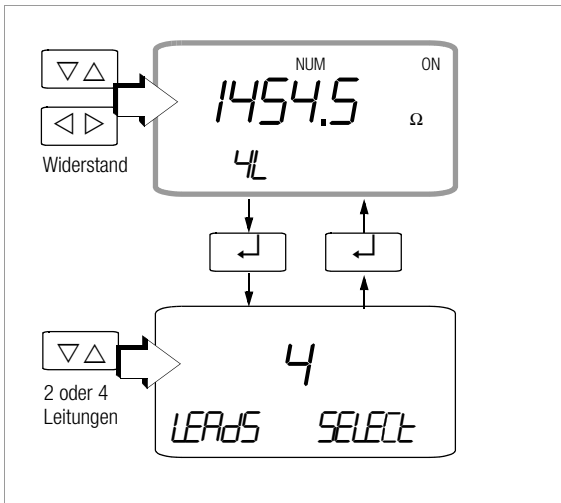 NUM ON
1454.5 Ω
4L
Widerstand
4
2 oder 4
Leitungen
LEAdS SELECt